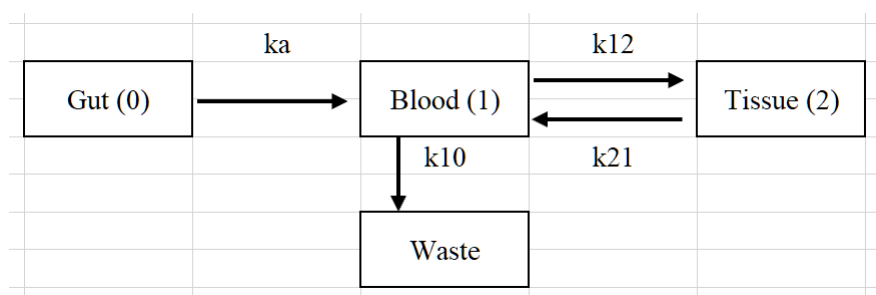 ka
k12
Gut (0)
Blood (1)
Tissue (2)
k10
k21
Waste